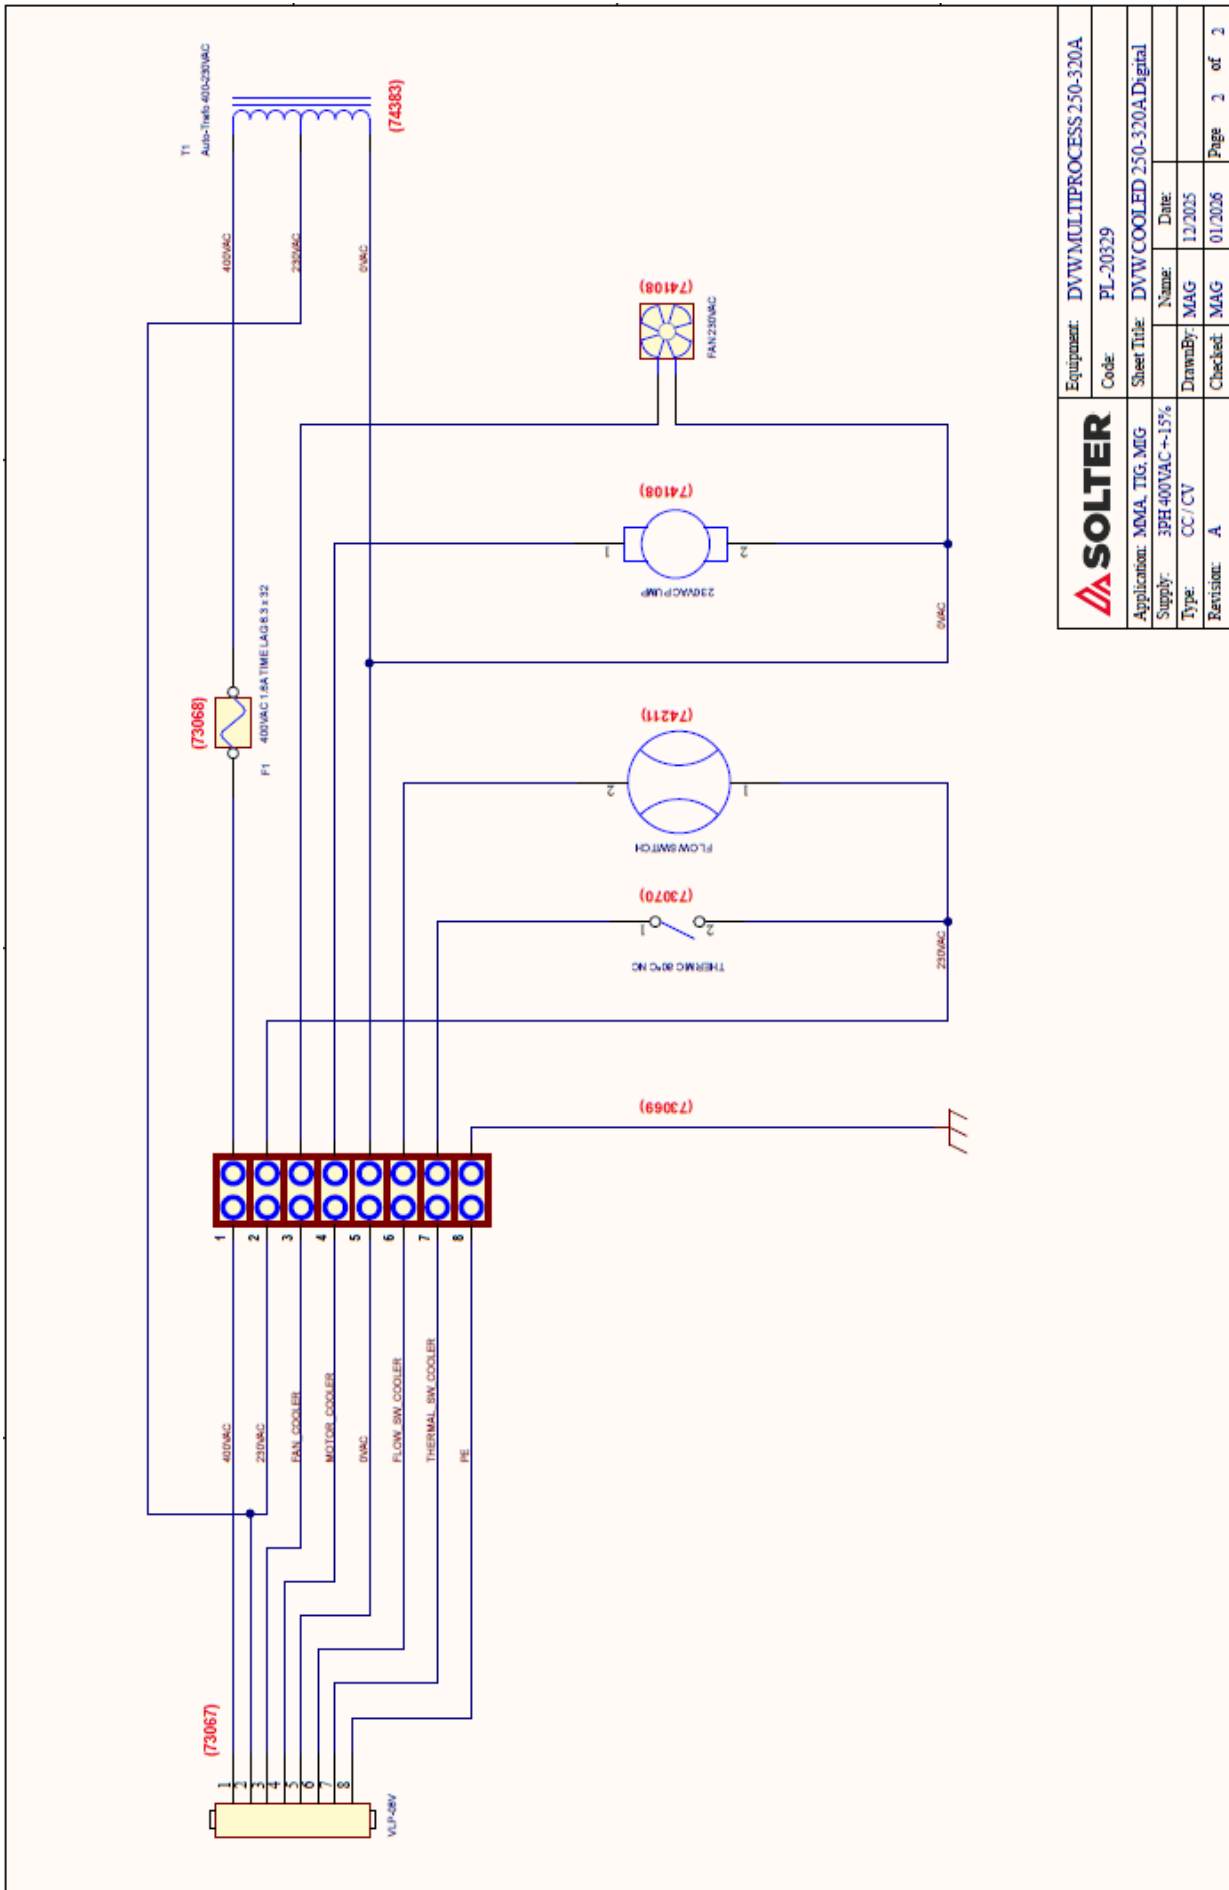 T1
Auto-Trafo 400-230VAC
(74383)
400VAC
230VAC
0VAC
(74108)
FAN 230VAC
(74108)
1
2
230VAC PUMP
0VAC
(73068)
F1
400VAC 1.6A TIME LAG 6.3 x 32
(74211)
2
1
FLOW SWITCH
(73070)
1
2
THERMIC 80°C NC
230VAC
(73069)
1
2
3
4
5
6
7
8
400VAC
230VAC
FAN_COOLER
MOTOR_COOLER
0VAC
FLOW_SW_COOLER
THERMAL_SW_COOLER
PE
(73067)
1
2
3
4
5
6
7
8
VLP-08V
SOLTER
Equipment: DVW MULTIPROCESS 250-320A
Code: PL-20329
Application: MMA, TIG, MIG
Sheet Title: DVW COOLED 250-320A Digital
Supply: 3PH 400VAC +-15%
Name: Date:
Type: CC / CV
DrawnBy: MAG 12/2025
Revision: A
Checked: MAG 01/2026
Page 2 of 2